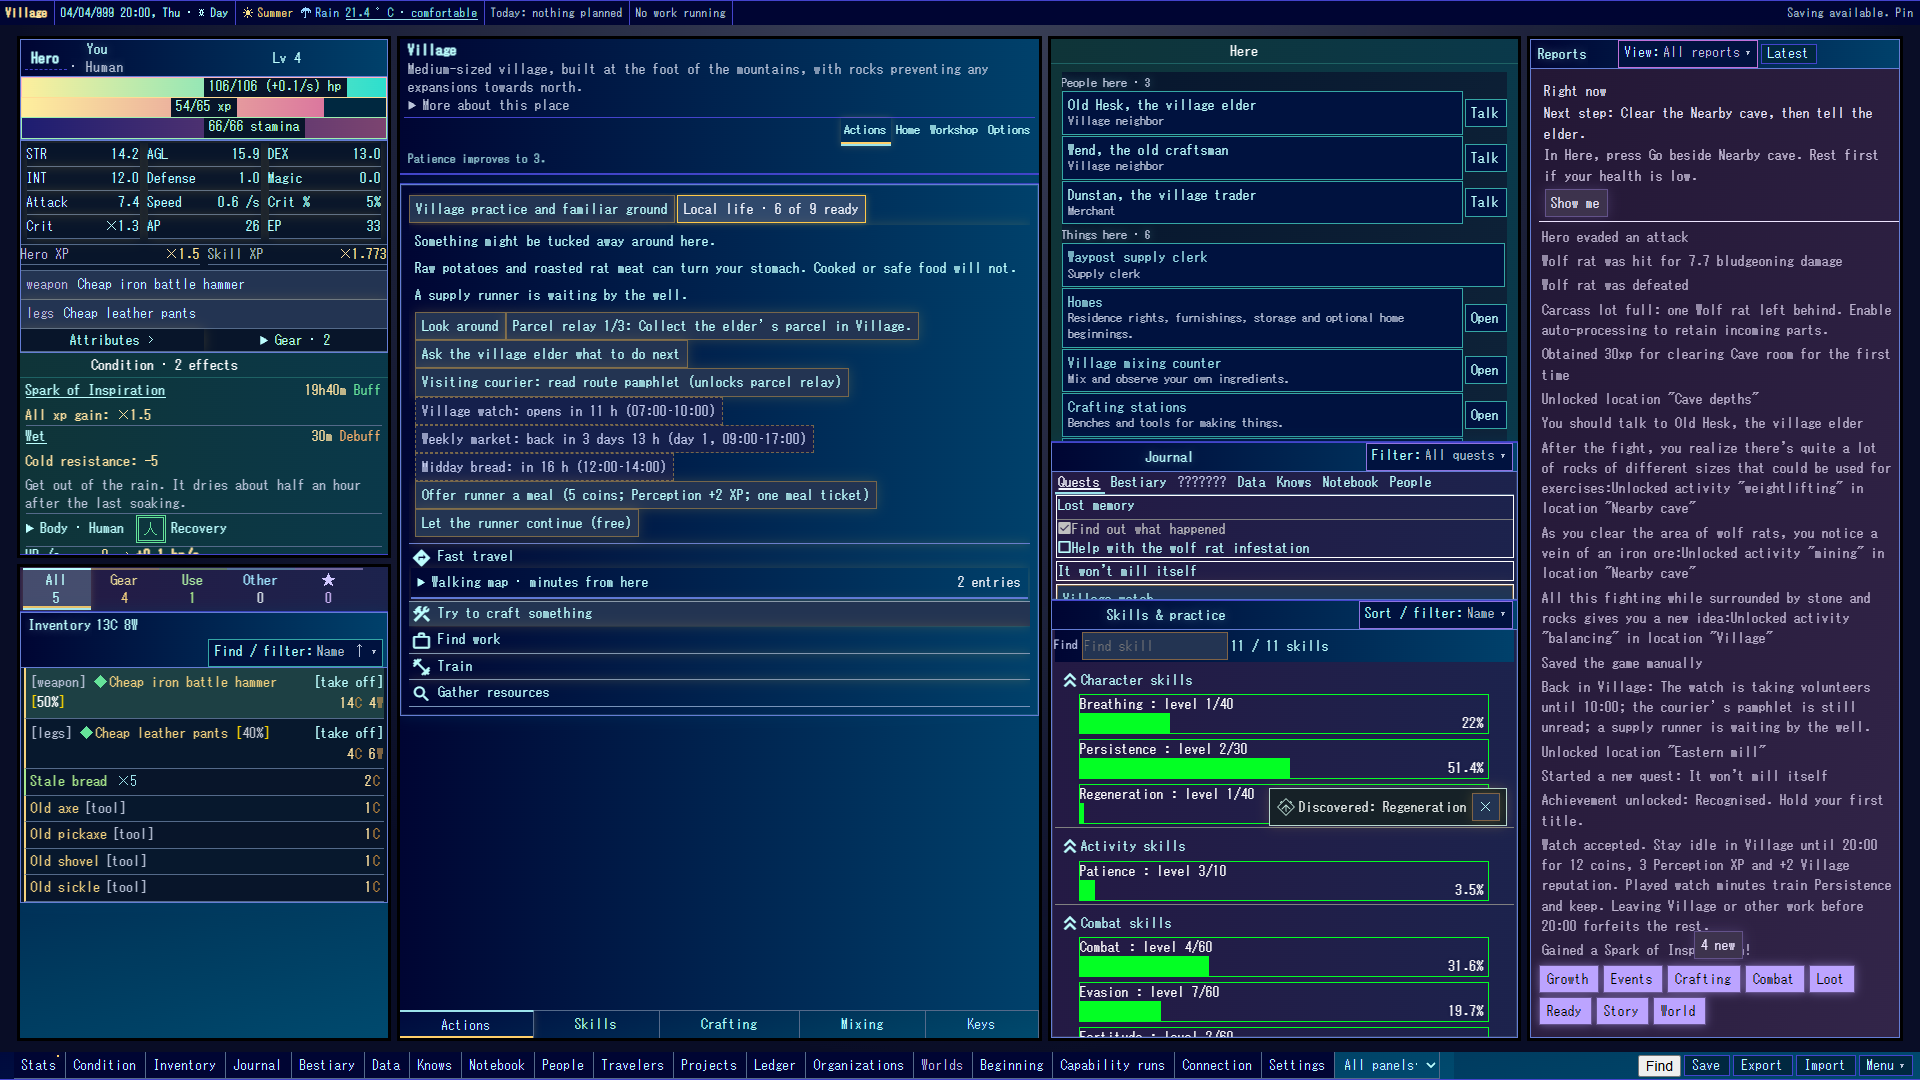 Village
04/04/999 20:00, Thu · ☀ Day
Summer Rain 21.4 ° C · comfortable
Today: nothing planned
No work running
Saving available. Pin
Hero · You Human
Lv 4
106/106 (+0.1/s) hp
54/65 xp
66/66 stamina
STR 14.2 AGL 15.9 DEX 13.0
INT 12.0 Defense 1.0 Magic 0.0
Attack 7.4 Speed 0.6 /s Crit % 5%
Crit ×1.3 AP 26 EP 33
Hero XP ×1.5 Skill XP ×1.773
weapon Cheap iron battle hammer
legs Cheap leather pants
Attributes >
▶ Gear · 2
Condition · 2 effects
Spark of Inspiration 19h40m Buff
All xp gain: ×1.5
Wet 30m Debuff
Cold resistance: -5
Get out of the rain. It dries about half an hour
after the last soaking.
▶ Body · Human 人 Recovery
All 5
Gear 4
Use 1
Other 0
★ 0
Inventory 13C 8W
Find / filter: Name ↑ ▾
[weapon] ◆Cheap iron battle hammer [take off]
[50%] 14C 4W
[legs] ◆Cheap leather pants [40%] [take off]
4C 6W
Stale bread ×5 2C
Old axe [tool] 1C
Old pickaxe [tool] 1C
Old shovel [tool] 1C
Old sickle [tool] 1C
Village
Medium-sized village, built at the foot of the mountains, with rocks preventing any
expansions towards north.
▶ More about this place
Actions Home Workshop Options
Patience improves to 3.
Village practice and familiar ground
Local life · 6 of 9 ready
Something might be tucked away around here.
Raw potatoes and roasted rat meat can turn your stomach. Cooked or safe food will not.
A supply runner is waiting by the well.
Look around
Parcel relay 1/3: Collect the elder's parcel in Village.
Ask the village elder what to do next
Visiting courier: read route pamphlet (unlocks parcel relay)
Village watch: opens in 11 h (07:00-10:00)
Weekly market: back in 3 days 13 h (day 1, 09:00-17:00)
Midday bread: in 16 h (12:00-14:00)
Offer runner a meal (5 coins; Perception +2 XP; one meal ticket)
Let the runner continue (free)
Fast travel
▶ Walking map · minutes from here 2 entries
Try to craft something
Find work
Train
Gather resources
Actions Skills Crafting Mixing Keys
Here
People here · 3
Old Hesk, the village elder
Village neighbor
Talk
Wend, the old craftsman
Village neighbor
Talk
Dunstan, the village trader
Merchant
Talk
Things here · 6
Waypost supply clerk
Supply clerk
Homes
Residence rights, furnishings, storage and optional home
beginnings.
Open
Village mixing counter
Mix and observe your own ingredients.
Open
Crafting stations
Benches and tools for making things.
Open
Journal
Filter: All quests ▾
Quests Bestiary ??????? Data Knows Notebook People
Lost memory
Find out what happened
Help with the wolf rat infestation
It won't mill itself
Village watch
Skills & practice
Sort / filter: Name ▾
Find Find skill 11 / 11 skills
Character skills
Breathing : level 1/40
22%
Persistence : level 2/30
51.4%
Regeneration : level 1/40
Discovered: Regeneration ×
Activity skills
Patience : level 3/10
3.5%
Combat skills
Combat : level 4/60
31.6%
Evasion : level 7/60
19.7%
Reports
View: All reports ▾
Latest
Right now
Next step: Clear the Nearby cave, then tell the
elder.
In Here, press Go beside Nearby cave. Rest first
if your health is low.
Show me
Hero evaded an attack
Wolf rat was hit for 7.7 bludgeoning damage
Wolf rat was defeated
Carcass lot full: one Wolf rat left behind. Enable
auto-processing to retain incoming parts.
Obtained 30xp for clearing Cave room for the first
time
Unlocked location "Cave depths"
You should talk to Old Hesk, the village elder
After the fight, you realize there's quite a lot
of rocks of different sizes that could be used for
exercises:Unlocked activity "weightlifting" in
location "Nearby cave"
As you clear the area of wolf rats, you notice a
vein of an iron ore:Unlocked activity "mining" in
location "Nearby cave"
All this fighting while surrounded by stone and
rocks gives you a new idea:Unlocked activity
"balancing" in location "Village"
Saved the game manually
Back in Village: The watch is taking volunteers
until 10:00; the courier's pamphlet is still
unread; a supply runner is waiting by the well.
Unlocked location "Eastern mill"
Started a new quest: It won't mill itself
Achievement unlocked: Recognised. Hold your first
title.
Watch accepted. Stay idle in Village until 20:00
for 12 coins, 3 Perception XP and +2 Village
reputation. Played watch minutes train Persistence
and keep. Leaving Village or other work before
20:00 forfeits the rest.
Gained a Spark of Insp
4 new
Growth Events Crafting Combat Loot
Ready Story World
Stats Condition Inventory Journal Bestiary Data Knows Notebook People Travelers Projects Ledger Organizations Worlds Beginning Capability runs Connection Settings All panels
Find Save Export Import Menu ▾